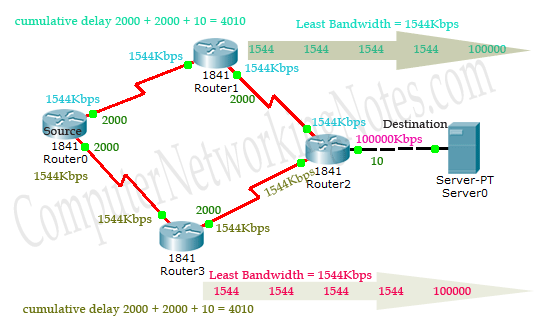 cumulative delay 2000 + 2000 + 10 = 4010
Least Bandwidth = 1544Kbps
1544 1544 1544 1544 100000
1544Kbps
1841
Router1
1544Kbps
2000
1544Kbps
2000
Source
1841
Router0
2000
1544Kbps
1544Kbps
1841
Router2
100000Kbps
10
Destination
Server-PT
Server0
1544Kbps
1544Kbps
2000
1544Kbps
1841
Router3
Least Bandwidth = 1544Kbps
1544 1544 1544 1544 100000
cumulative delay 2000 + 2000 + 10 = 4010
ComputerNetworkingNotes.com